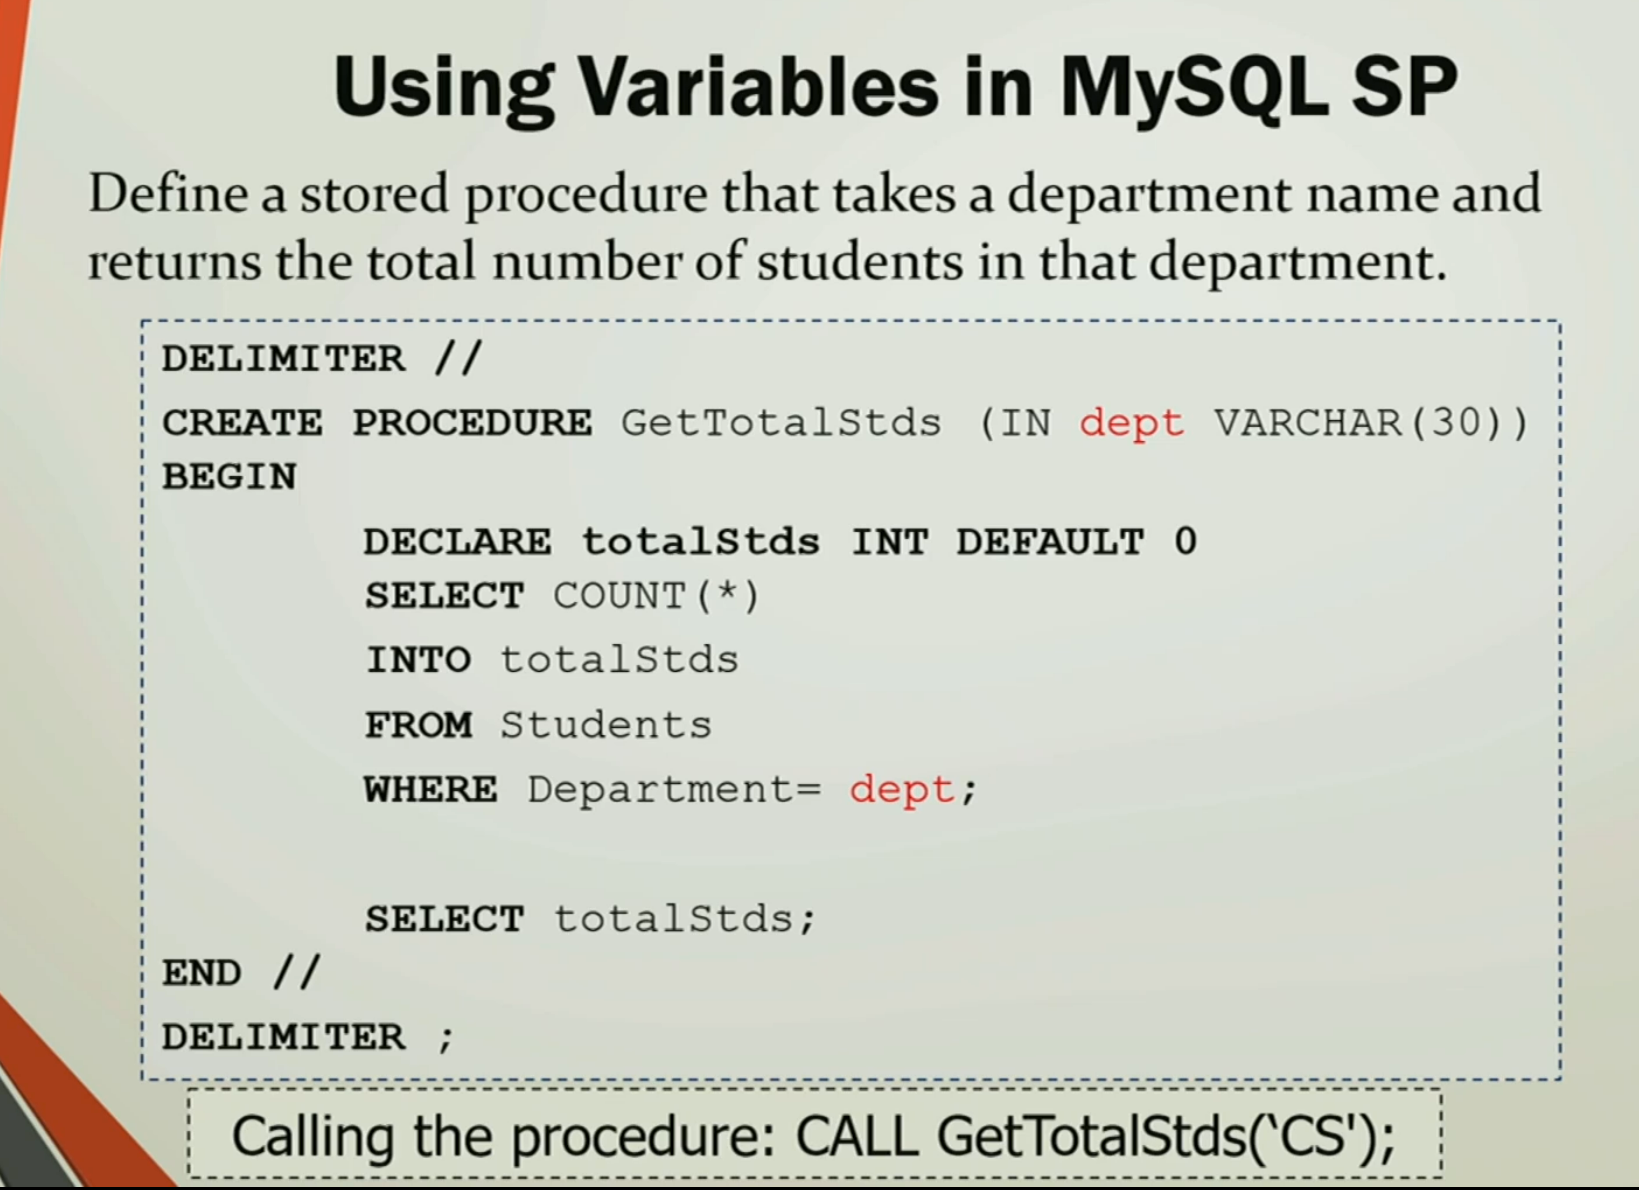 Using Variables in MySQL SP
Define a stored procedure that takes a department name and
returns the total number of students in that department.
DELIMITER //
CREATE PROCEDURE GetTotalStds (IN dept VARCHAR(30))
BEGIN
DECLARE totalStds INT DEFAULT 0
SELECT COUNT(*)
INTO totalStds
FROM Students
WHERE Department= dept;
SELECT totalStds;
END //
DELIMITER ;
Calling the procedure: CALL GetTotalStds(‘CS');